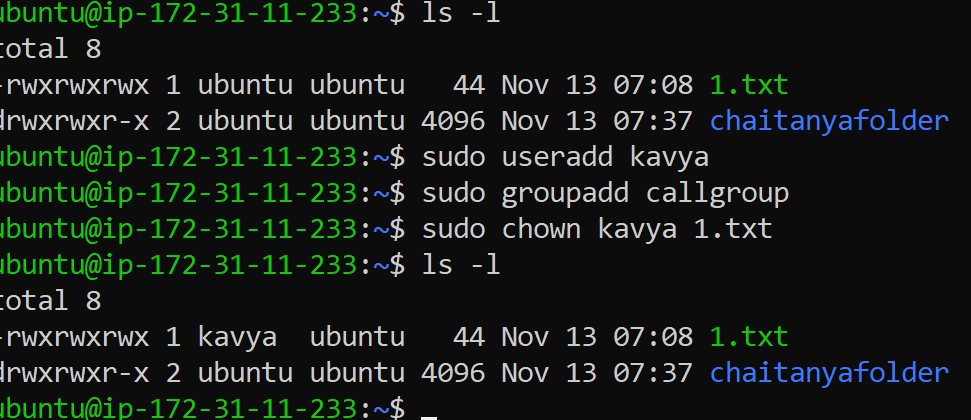 ubuntu@ip-172-31-11-233:~$ ls -l
total 8
-rwxrwxrwx 1 ubuntu ubuntu   44 Nov 13 07:08 1.txt
drwxrwxr-x 2 ubuntu ubuntu 4096 Nov 13 07:37 chaitanyafolder
ubuntu@ip-172-31-11-233:~$ sudo useradd kavya
ubuntu@ip-172-31-11-233:~$ sudo groupadd callgroup
ubuntu@ip-172-31-11-233:~$ sudo chown kavya 1.txt
ubuntu@ip-172-31-11-233:~$ ls -l
total 8
-rwxrwxrwx 1 kavya  ubuntu   44 Nov 13 07:08 1.txt
drwxrwxr-x 2 ubuntu ubuntu 4096 Nov 13 07:37 chaitanyafolder
ubuntu@ip-172-31-11-233:~$